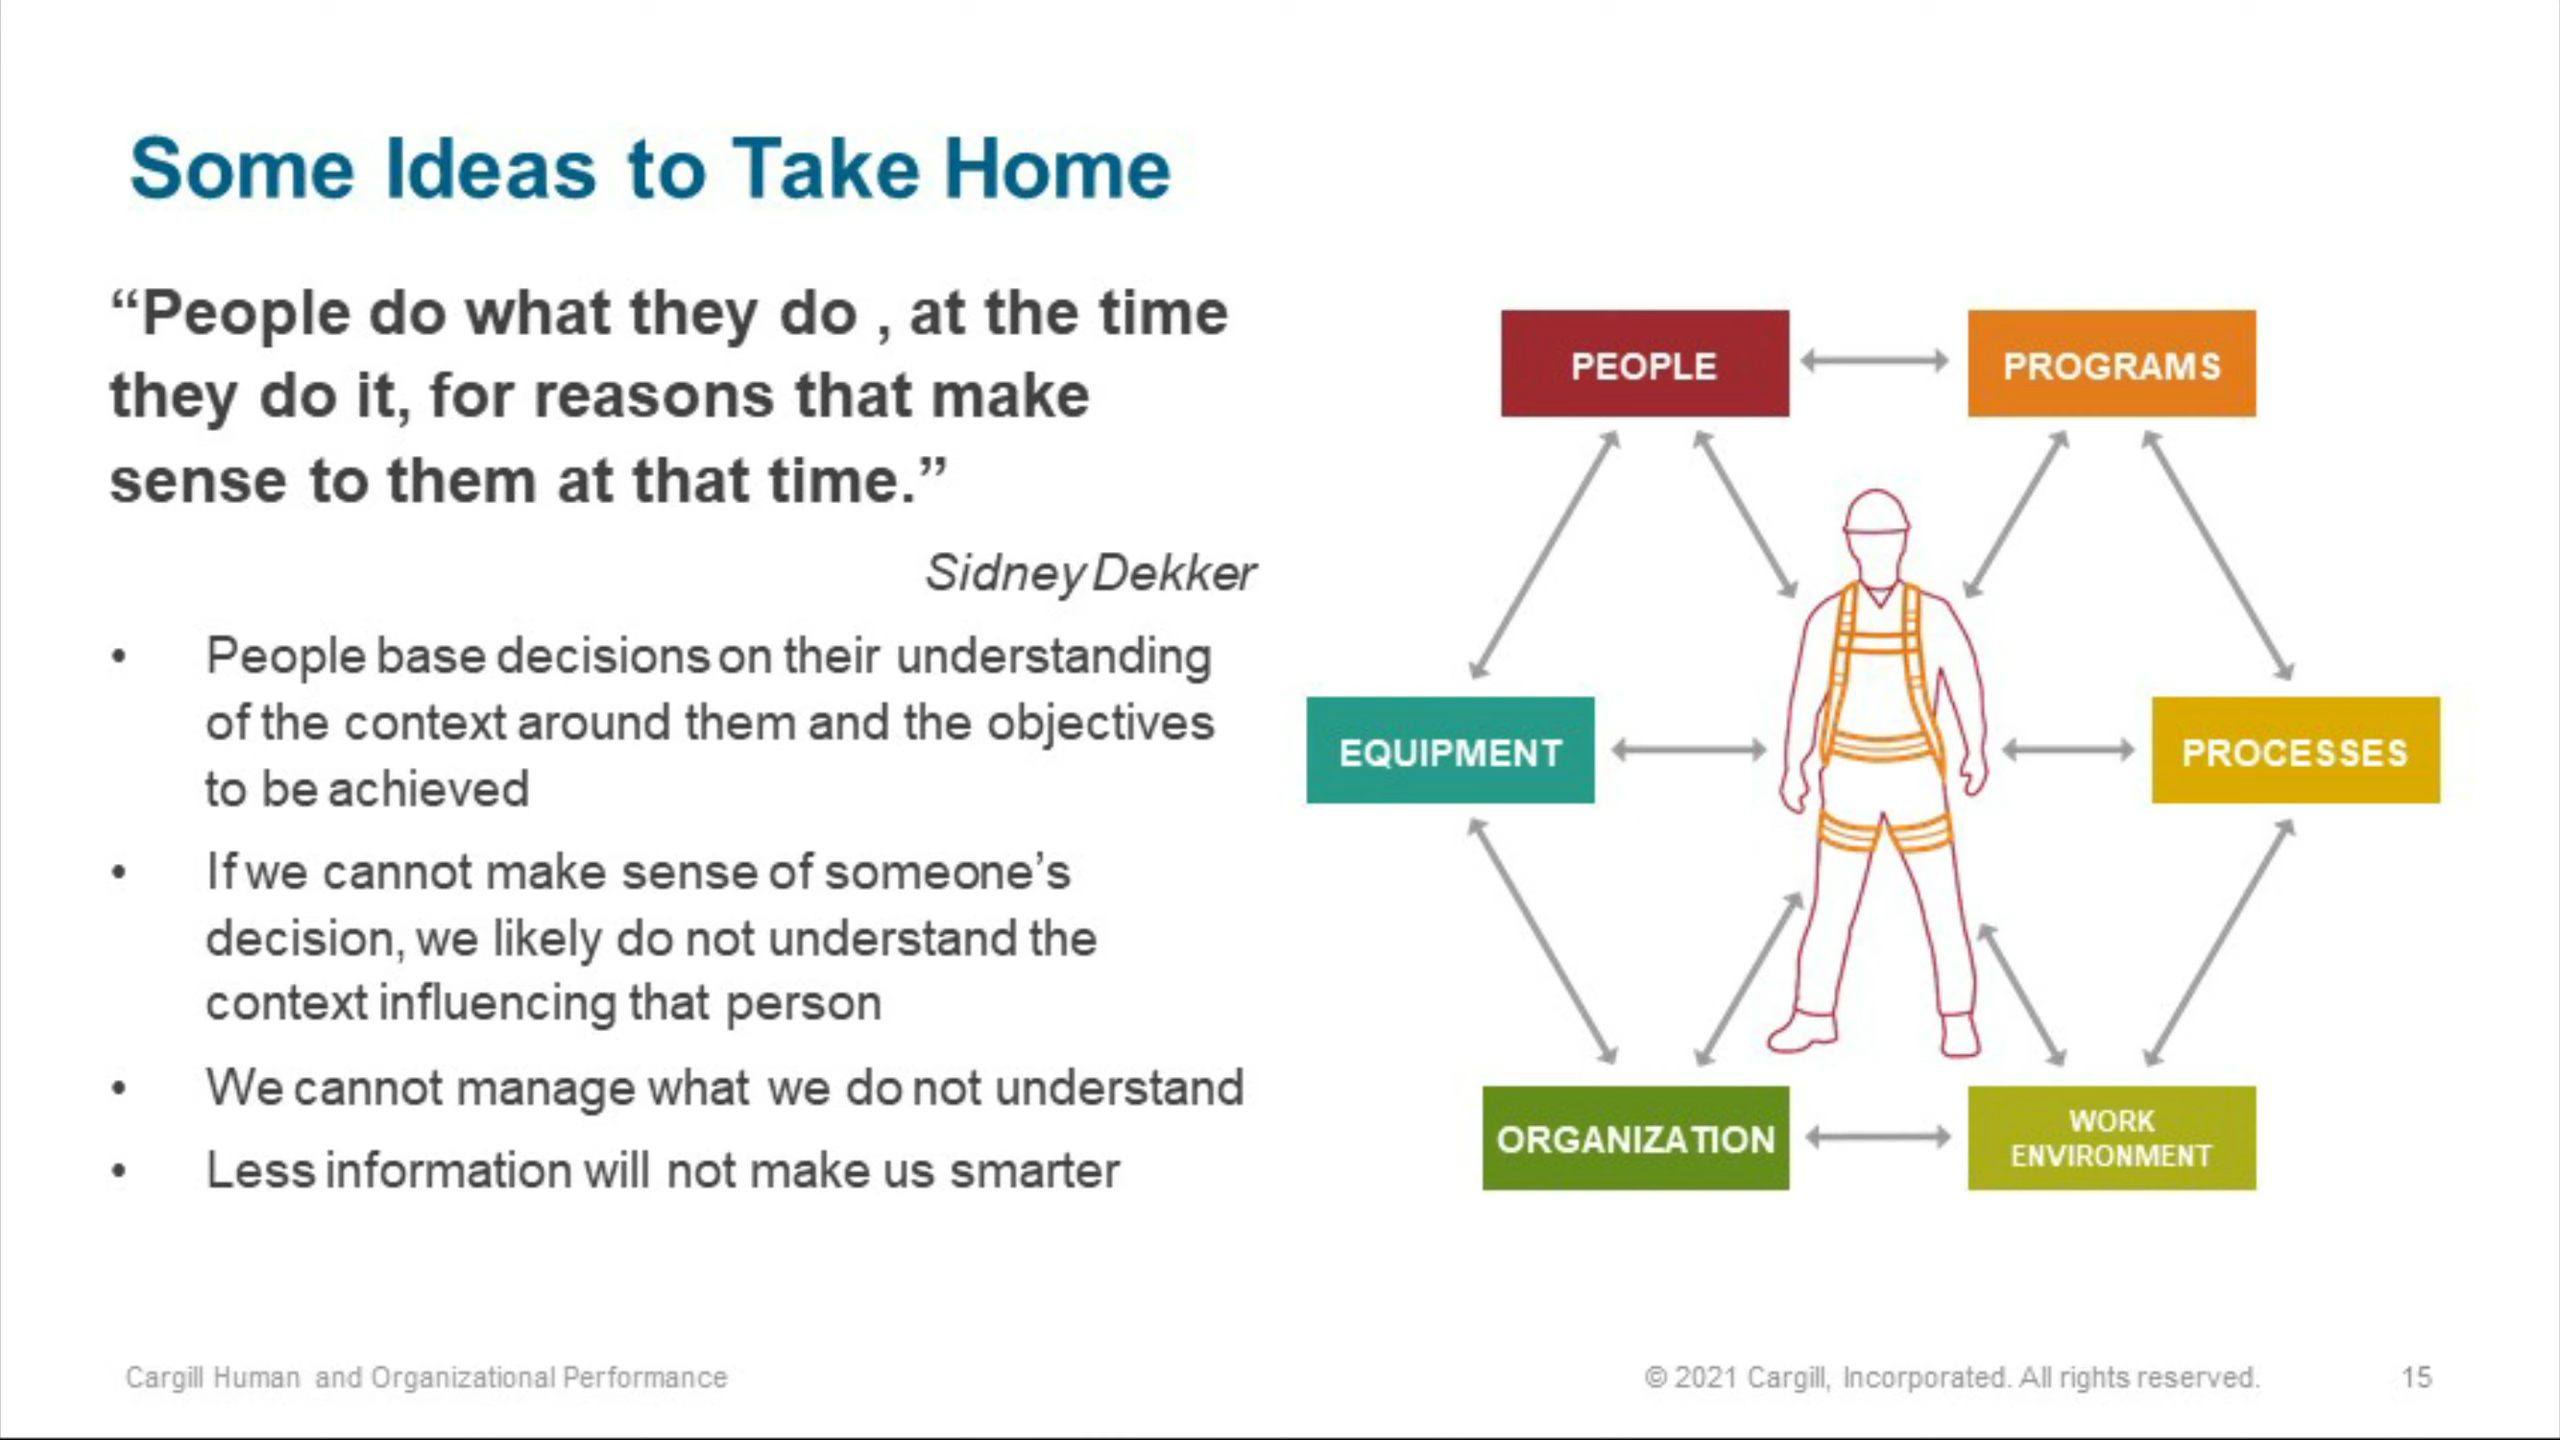 Some Ideas to Take Home
“People do what they do , at the time
they do it, for reasons that make
sense to them at that time.”
Sidney Dekker
• People base decisions on their understanding
of the context around them and the objectives
to be achieved
• If we cannot make sense of someone’s
decision, we likely do not understand the
context influencing that person
• We cannot manage what we do not understand
• Less information will not make us smarter
PEOPLE
PROGRAMS
EQUIPMENT
PROCESSES
ORGANIZATION
WORK
ENVIRONMENT
Cargill Human and Organizational Performance
© 2021 Cargill, Incorporated. All rights reserved.
15